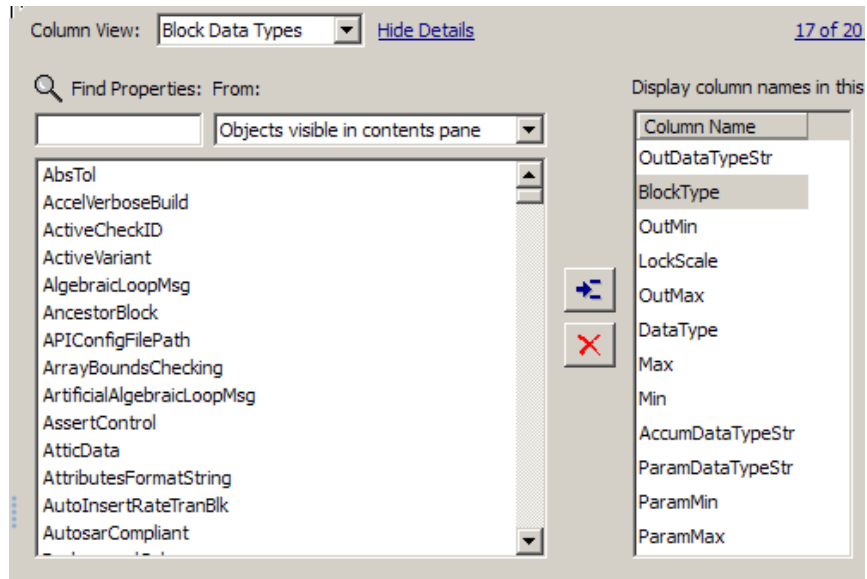 Column View: Block Data Types Hide Details 17 of 20
Find Properties: From:
Objects visible in contents pane
AbsTol
AccelVerboseBuild
ActiveCheckID
ActiveVariant
AlgebraicLoopMsg
AncestorBlock
APIConfigFilePath
ArrayBoundsChecking
ArtificialAlgebraicLoopMsg
AssertControl
AtticData
AttributesFormatString
AutoInsertRateTranBlk
AutosarCompliant
Display column names in this
Column Name
OutDataTypeStr
BlockType
OutMin
LockScale
OutMax
DataType
Max
Min
AccumDataTypeStr
ParamDataTypeStr
ParamMin
ParamMax